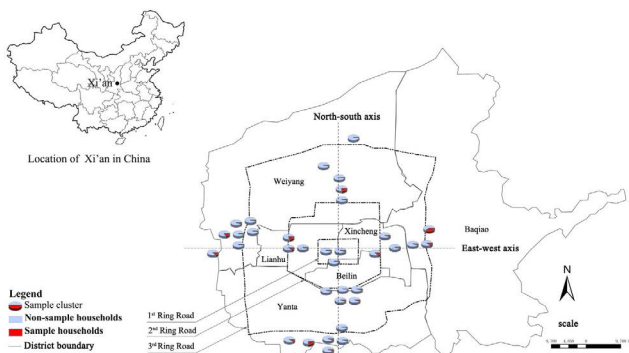 Xi'an
Location of Xi'an in China
North-south axis
Weiyang
Xincheng
Baqiao
East-west axis
Lianhu
Beilin
N
Yanta
scale
Legend
Sample cluster
Non-sample households
Sample households
District boundary
1st Ring Road
2nd Ring Road
3rd Ring Road